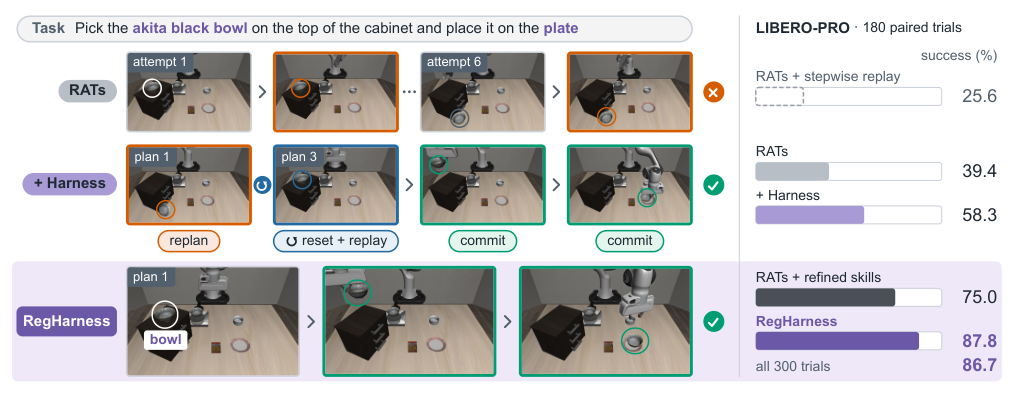 Task Pick the akita black bowl on the top of the cabinet and place it on the plate
RATs
attempt 1
attempt 6
+ Harness
plan 1
plan 3
replan
reset + replay
commit
commit
RegHarness
plan 1
bowl
LIBERO-PRO · 180 paired trials
success (%)
RATs + stepwise replay
25.6
RATs
39.4
+ Harness
58.3
RATs + refined skills
75.0
RegHarness
87.8
all 300 trials
86.7